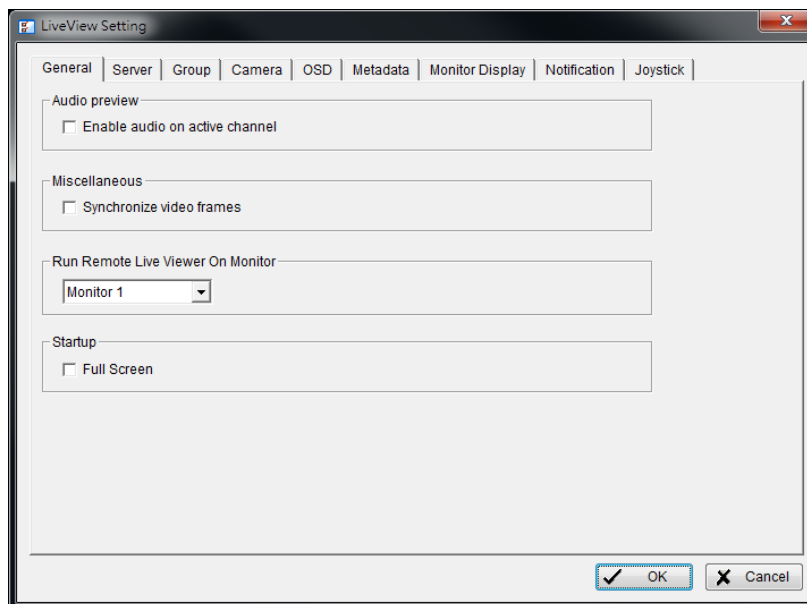 LiveView Setting
General Server Group Camera OSD Metadata Monitor Display Notification Joystick
Audio preview
Enable audio on active channel
Miscellaneous
Synchronize video frames
Run Remote Live Viewer On Monitor
Monitor 1
Startup
Full Screen
OK Cancel